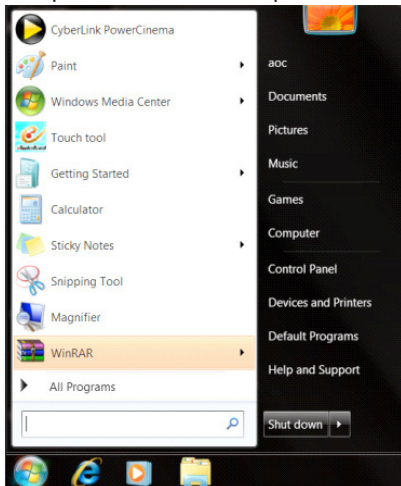 CyberLink PowerCinema
Paint
Windows Media Center
Touch tool
Getting Started
Calculator
Sticky Notes
Snipping Tool
Magnifier
WinRAR
All Programs
aoc
Documents
Pictures
Music
Games
Computer
Control Panel
Devices and Printers
Default Programs
Help and Support
Shut down